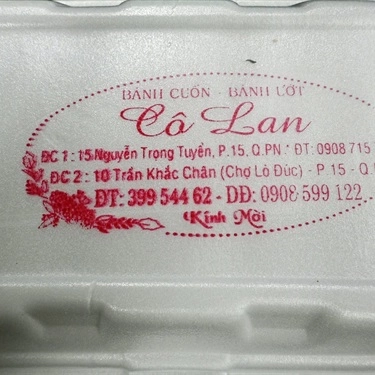 BÁNH CUỐN - BÁNH ƯỚT
Cô Lan
ĐC 1 : 15 Nguyễn Trọng Tuyển, P.15, Q.PN * ĐT: 0908 715
ĐC 2 : 10 Trần Khắc Chân (Chợ Lò Đúc) - P 15 - Q.
ĐT: 399 544 62 - DĐ: 0908 599 122
Kính Mời